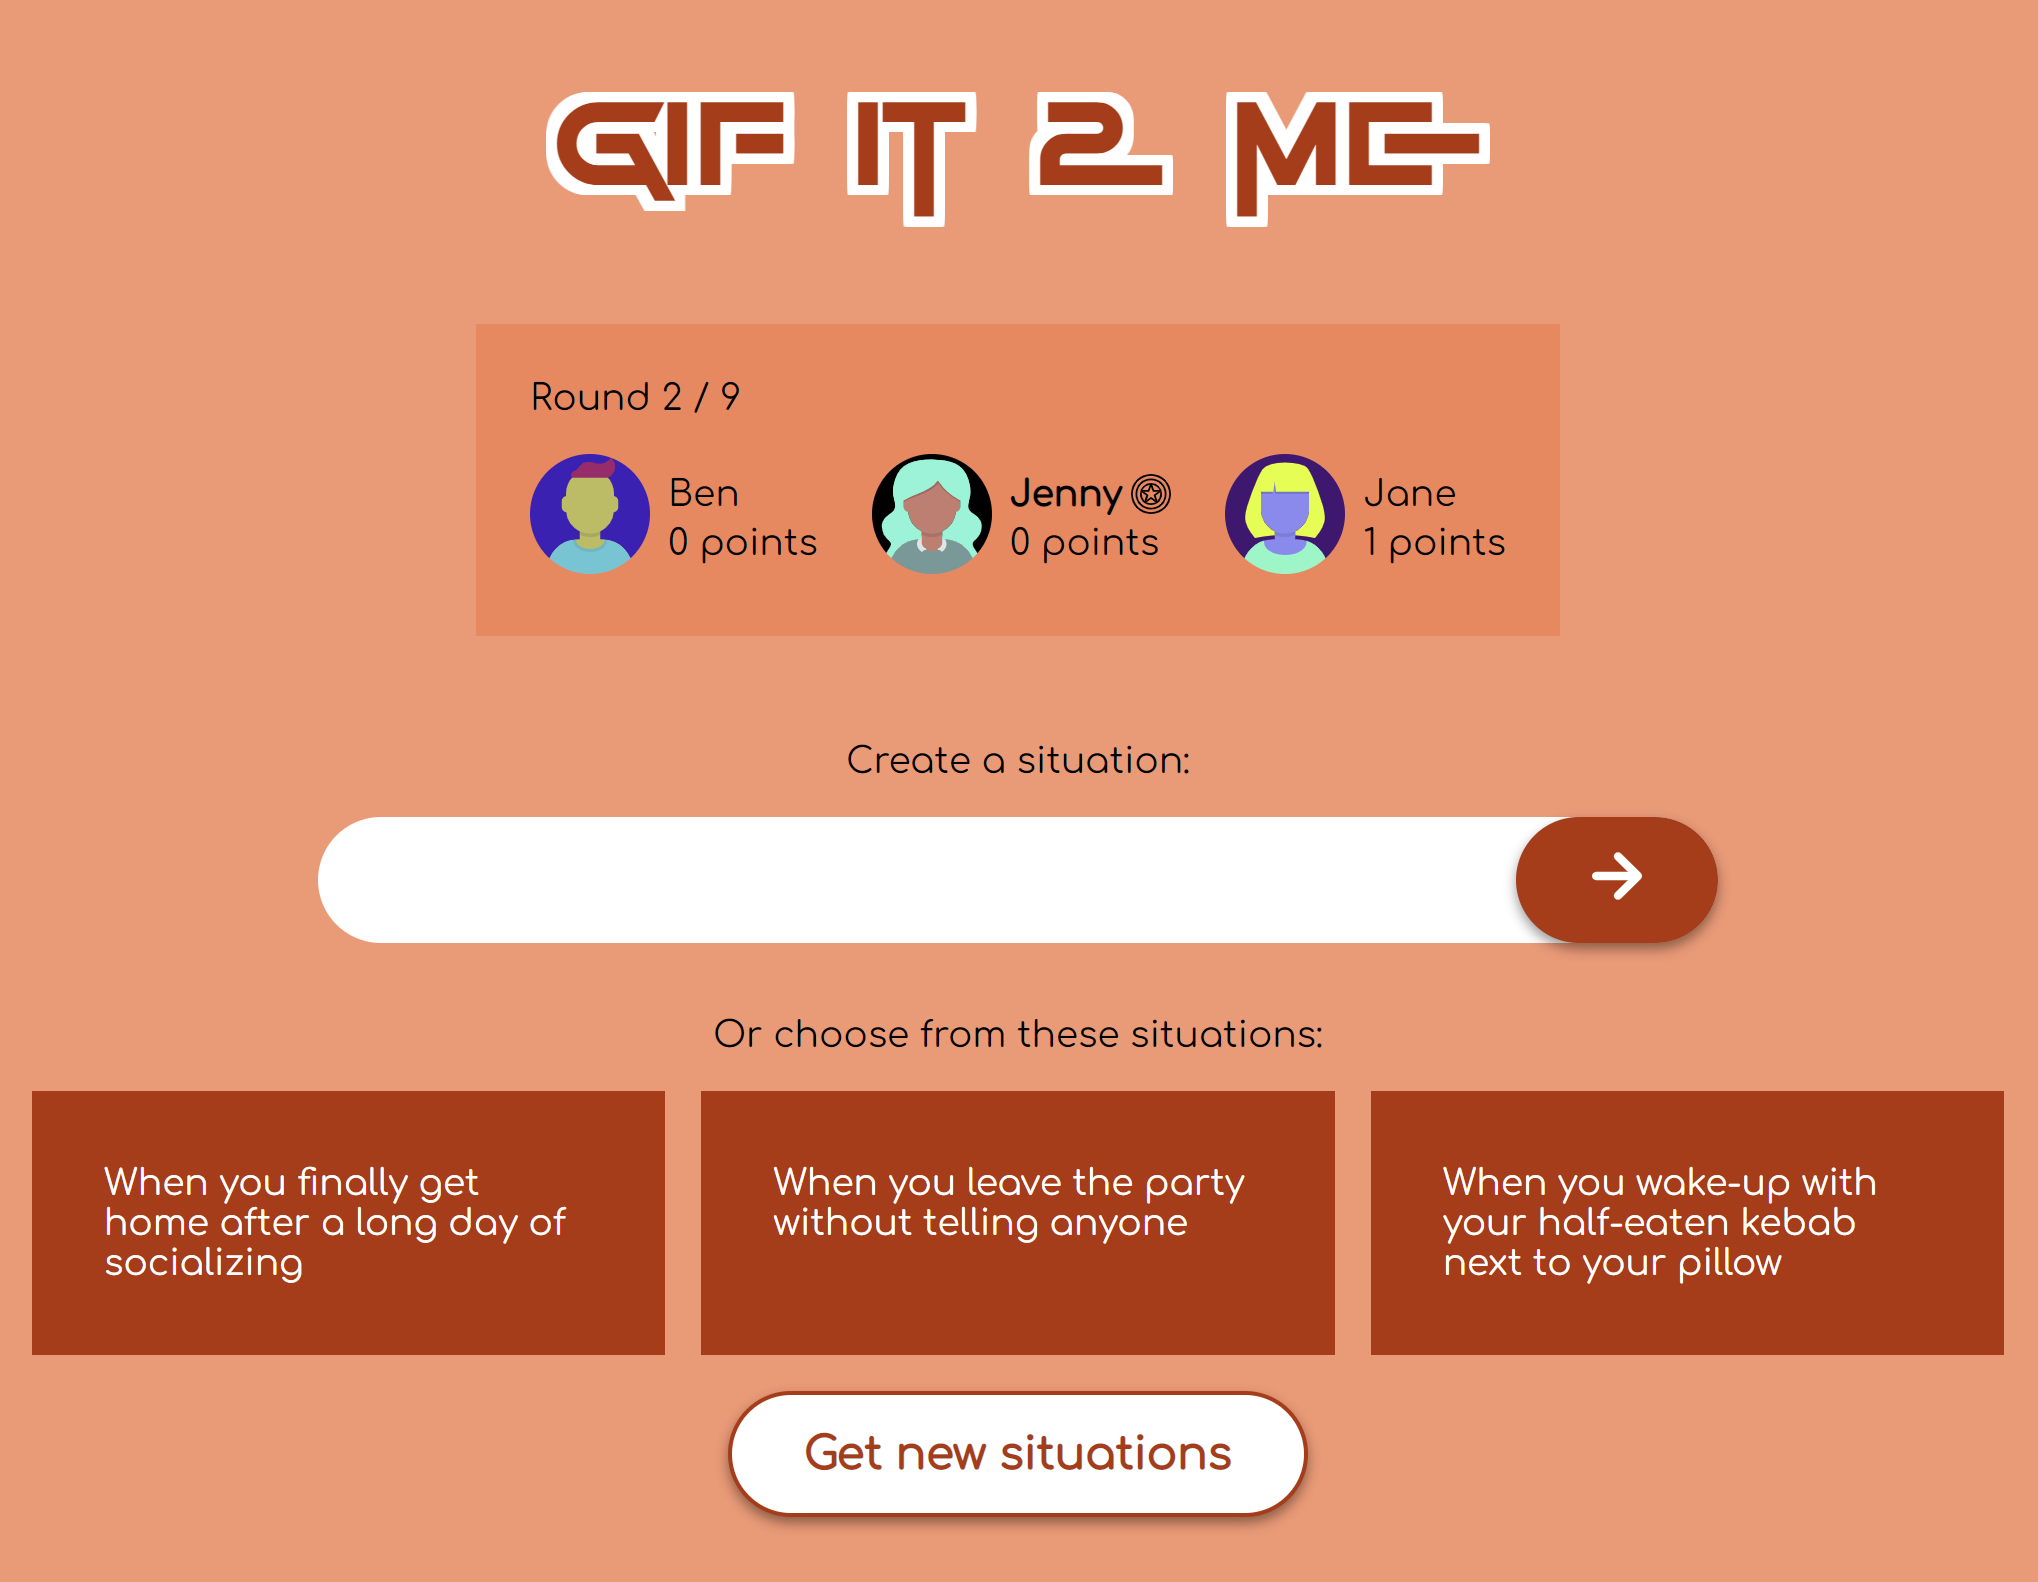 GIF IT 2 ME
Round 2 / 9
Ben
0 points
Jenny
0 points
Jane
1 points
Create a situation:
Or choose from these situations:
When you finally get
home after a long day of
socializing
When you leave the party
without telling anyone
When you wake-up with
your half-eaten kebab
next to your pillow
Get new situations